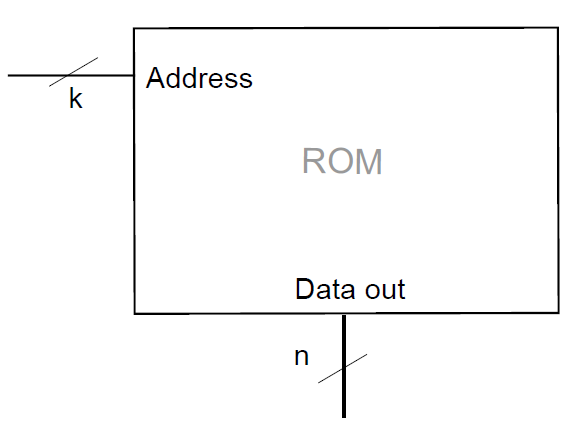 Address
k
ROM
Data out
n